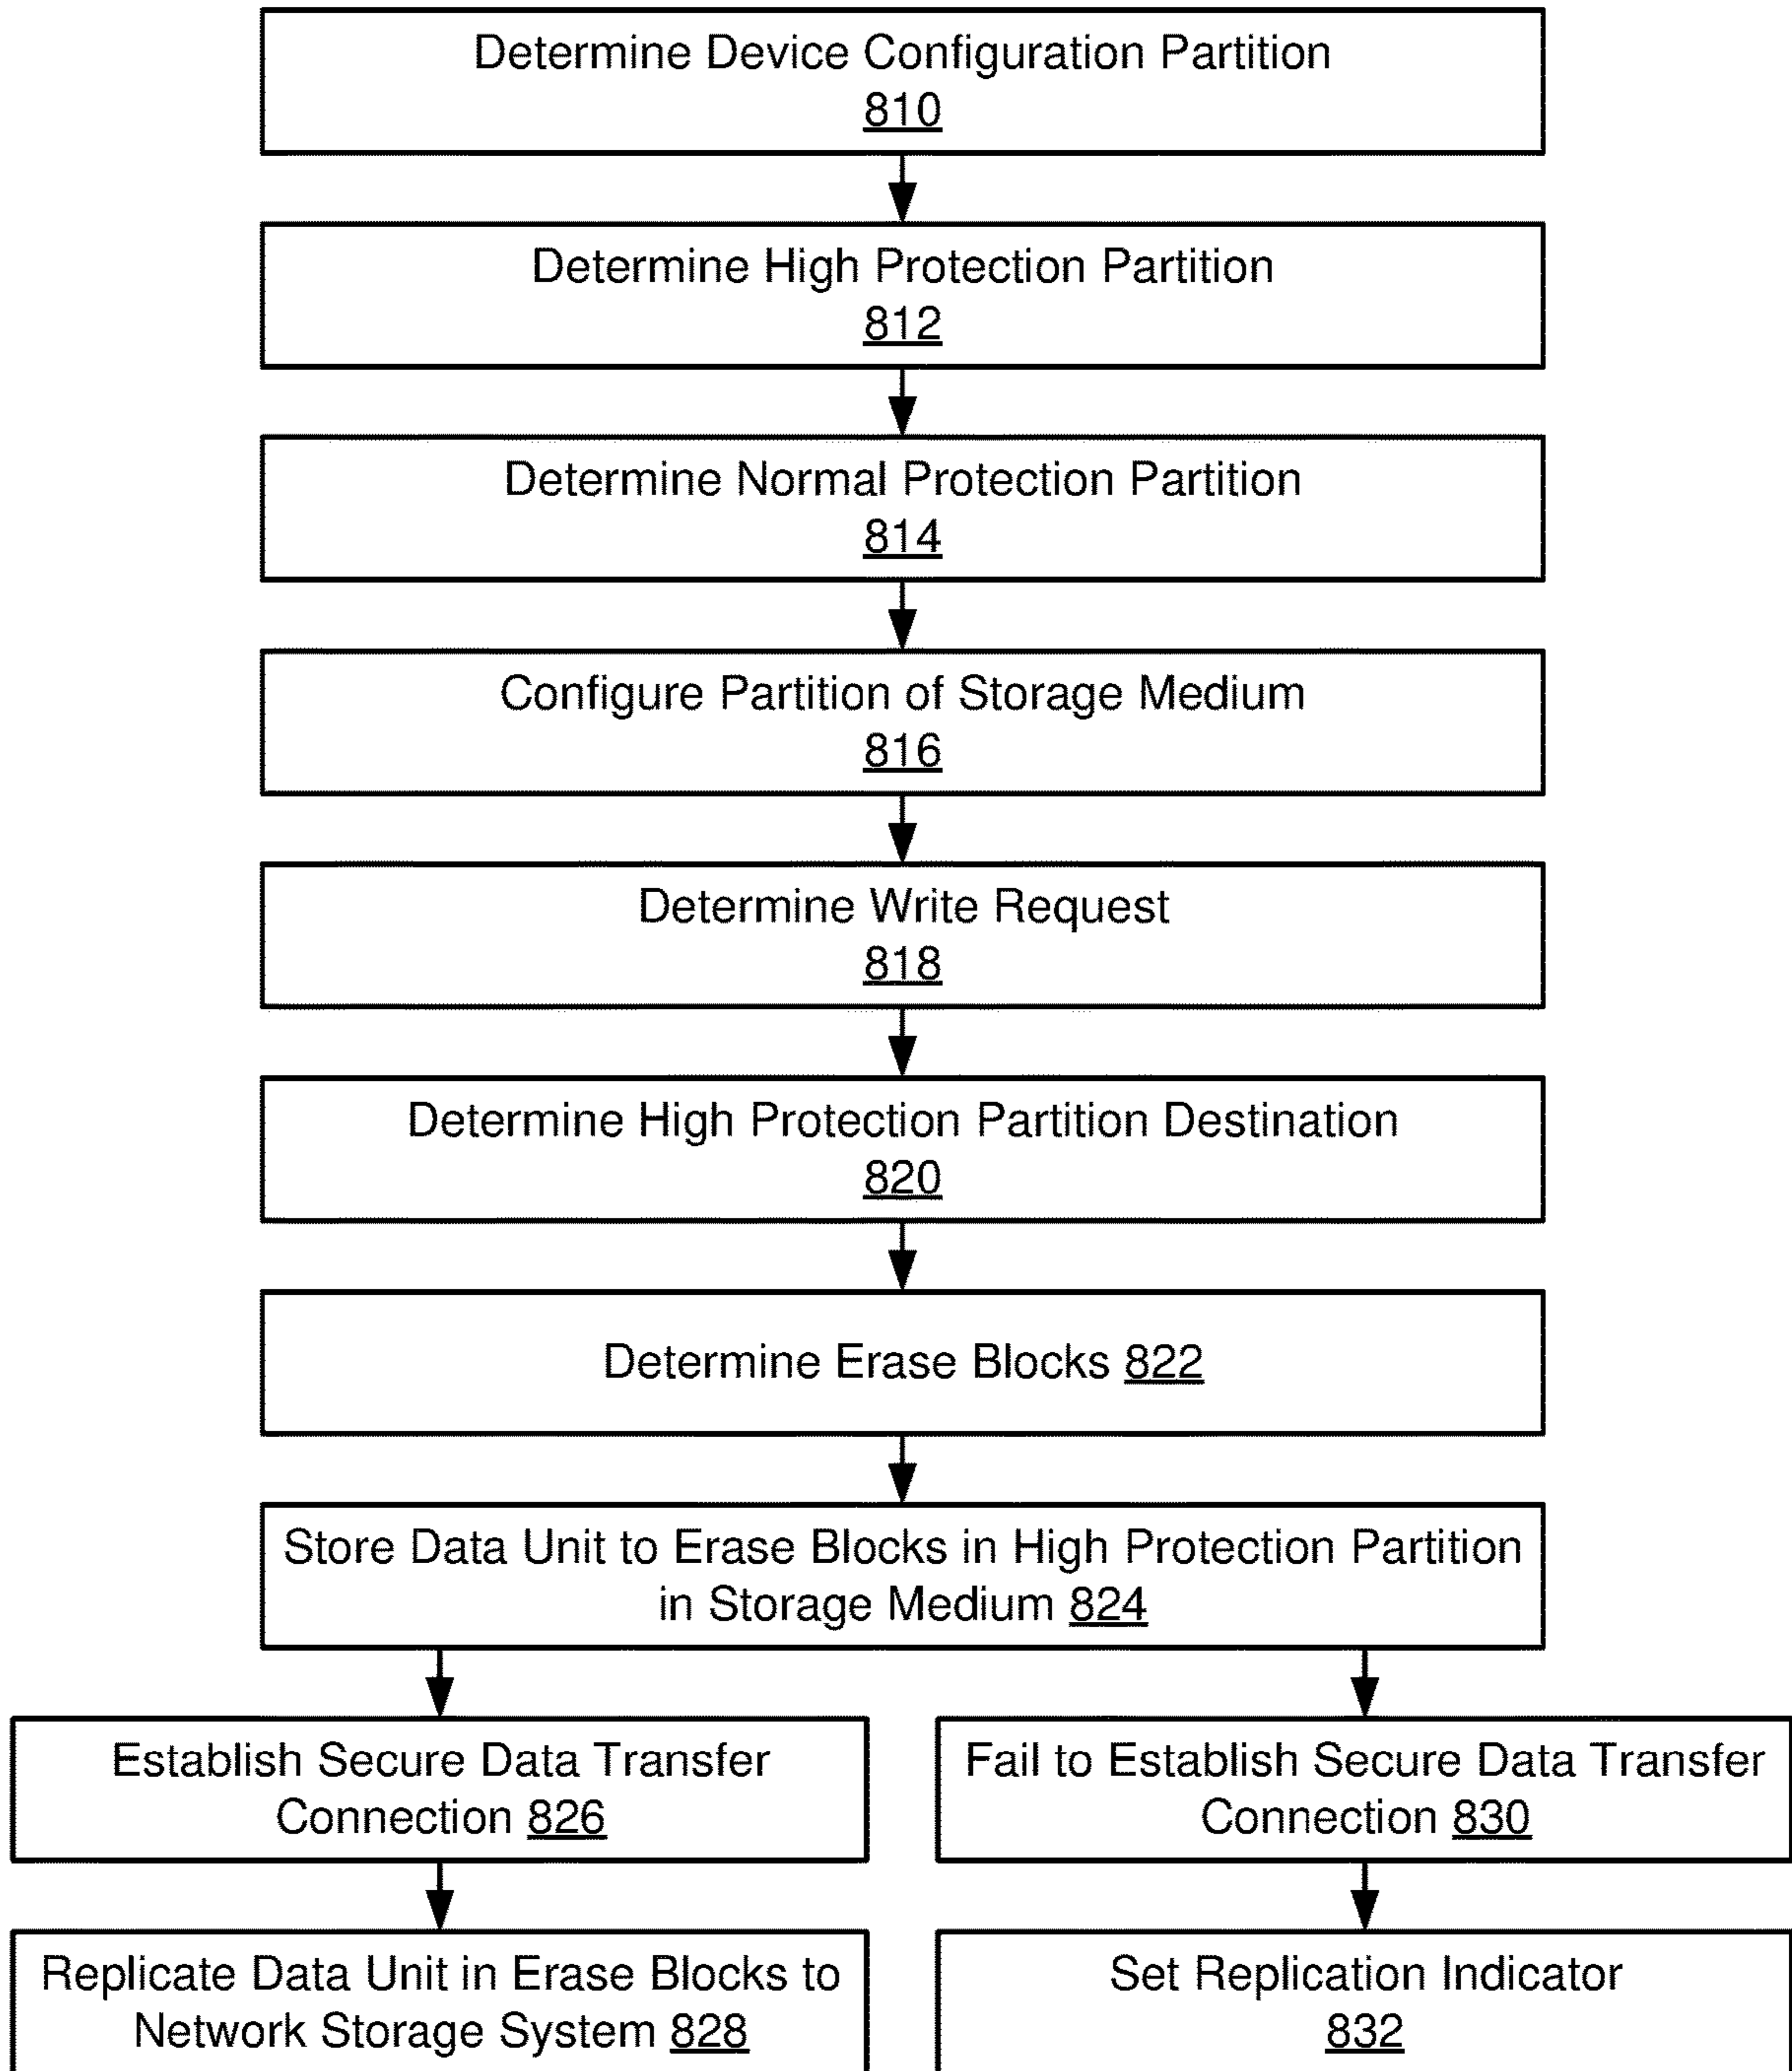 Determine Device Configuration Partition
810
Determine High Protection Partition
812
Determine Normal Protection Partition
814
Configure Partition of Storage Medium
816
Determine Write Request
818
Determine High Protection Partition Destination
820
Determine Erase Blocks 822
Store Data Unit to Erase Blocks in High Protection Partition
in Storage Medium 824
Establish Secure Data Transfer
Connection 826
Fail to Establish Secure Data Transfer
Connection 830
Replicate Data Unit in Erase Blocks to
Network Storage System 828
Set Replication Indicator
832